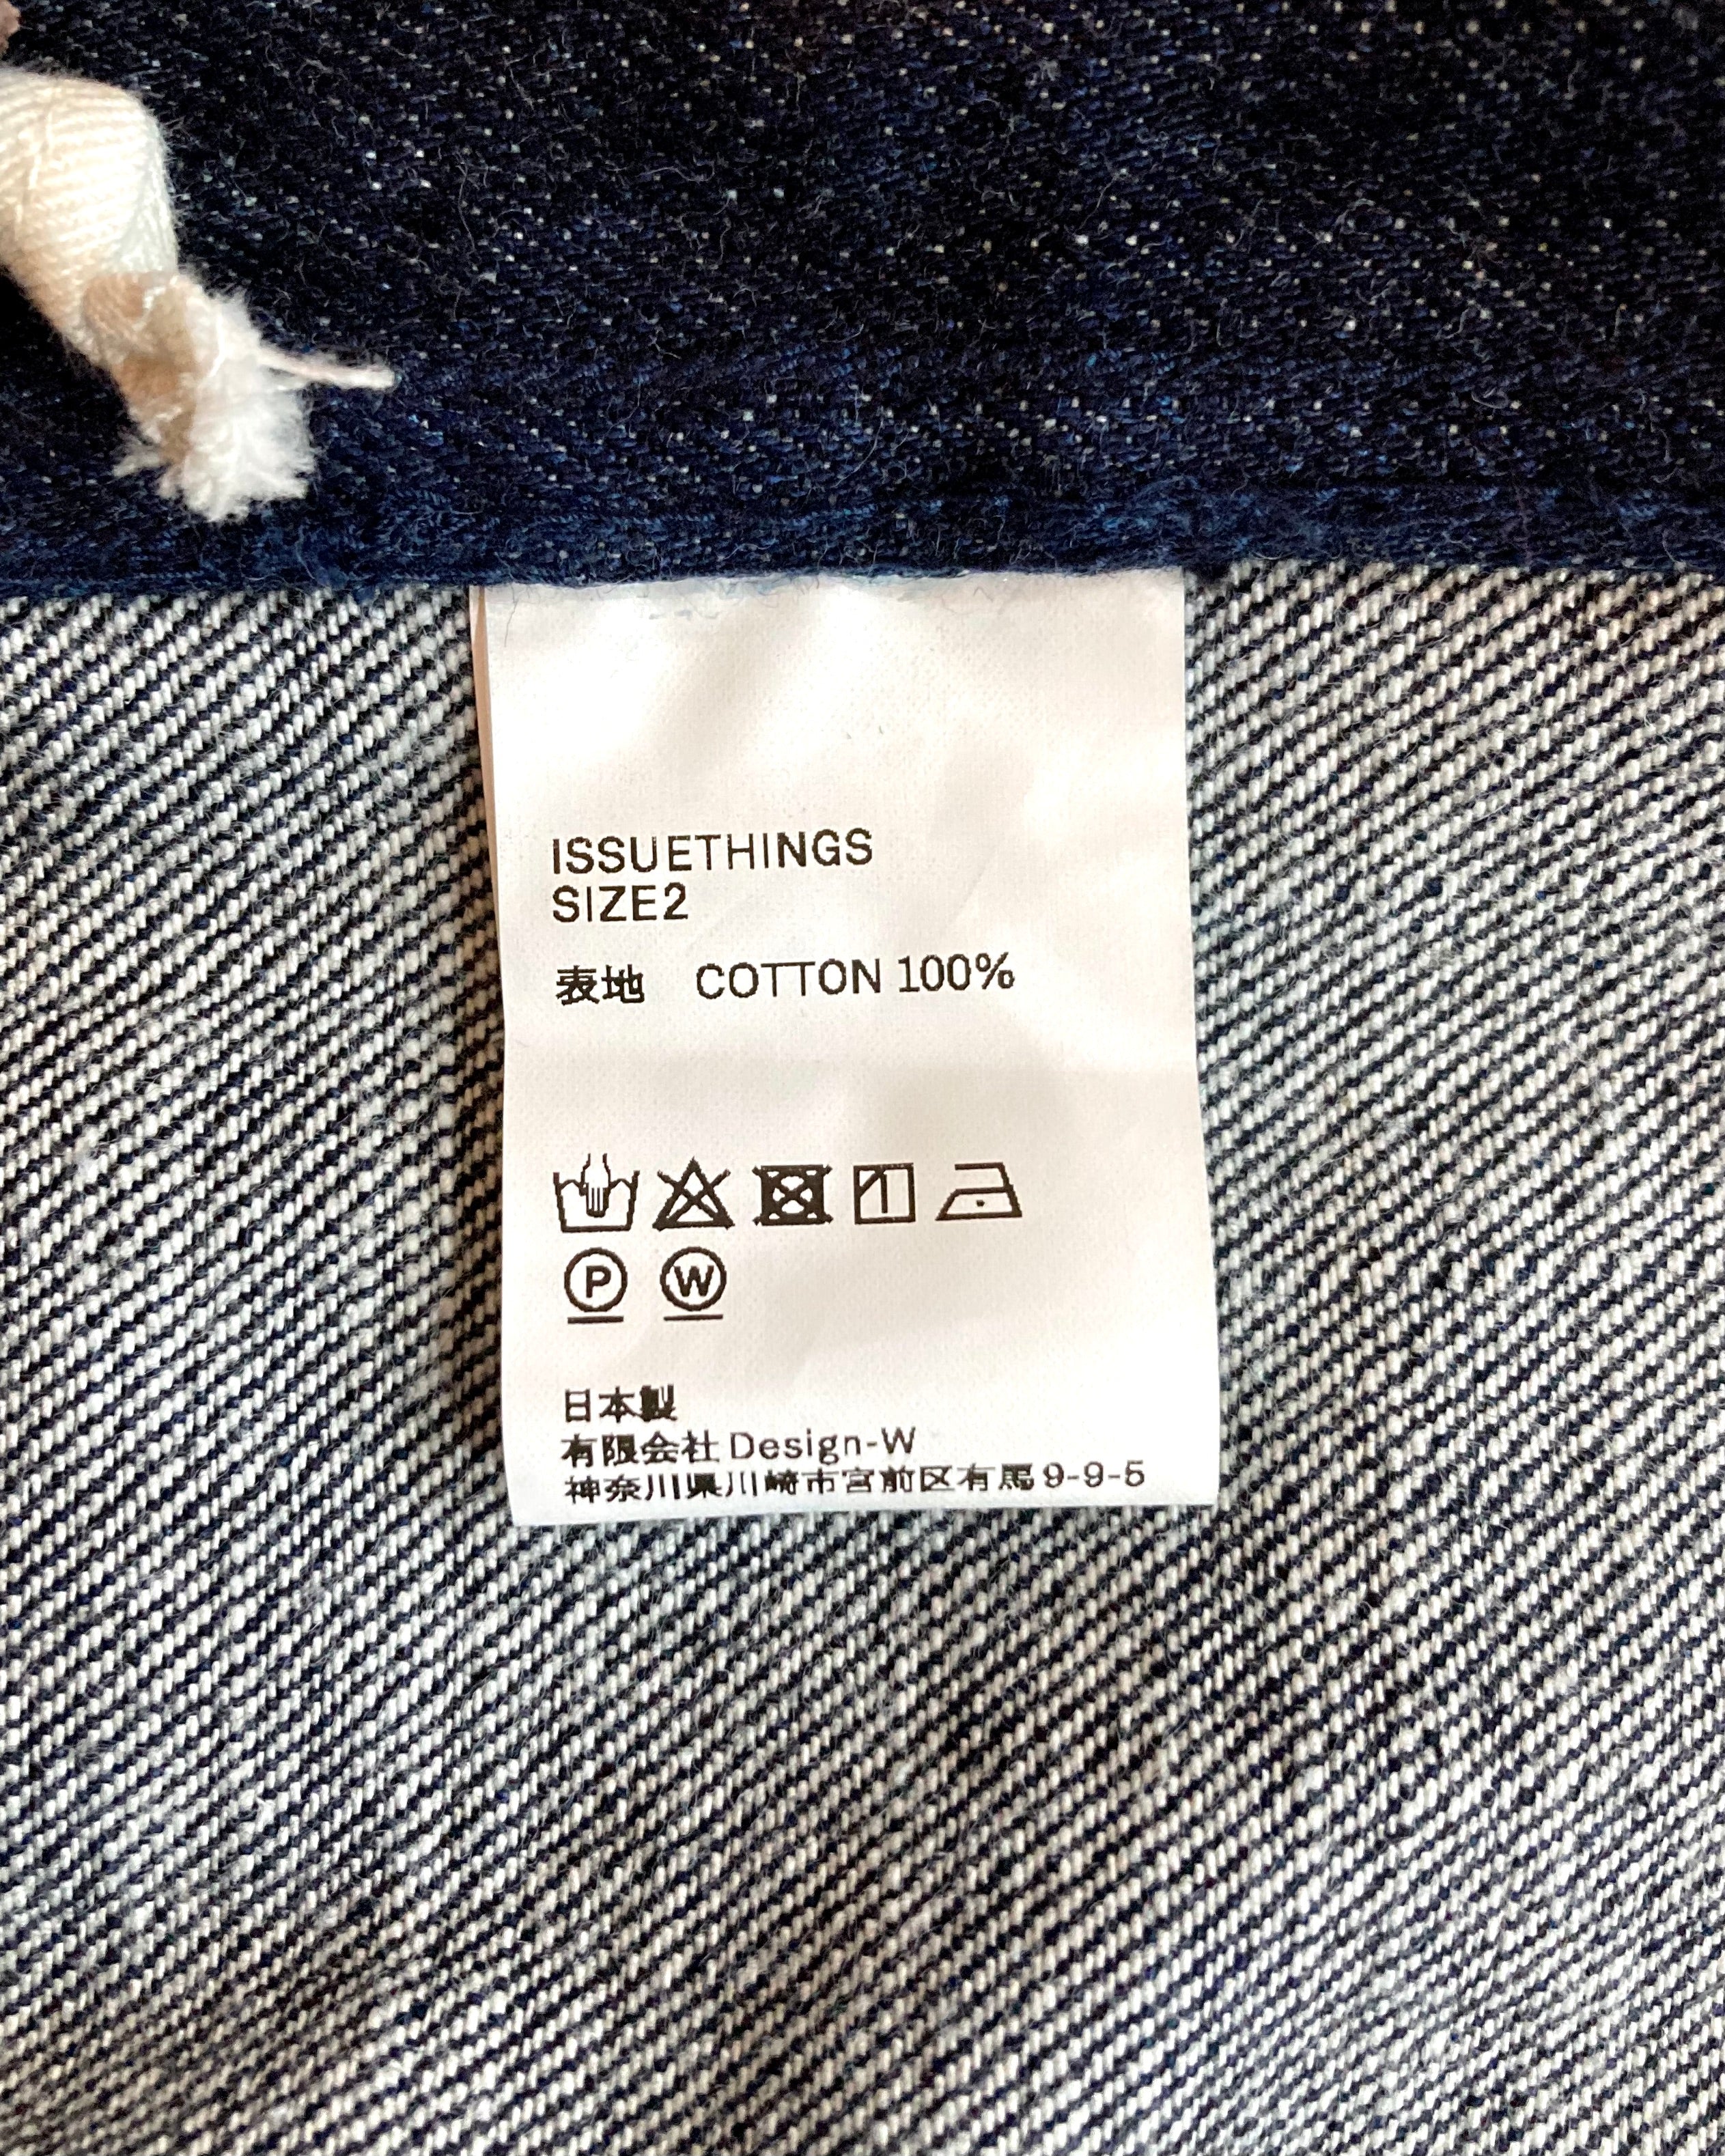 ISSUETHINGS
SIZE2
表地 COTTON 100%
P W
日本製
有限会社 Design-W
神奈川県川崎市宮前区有馬9-9-5